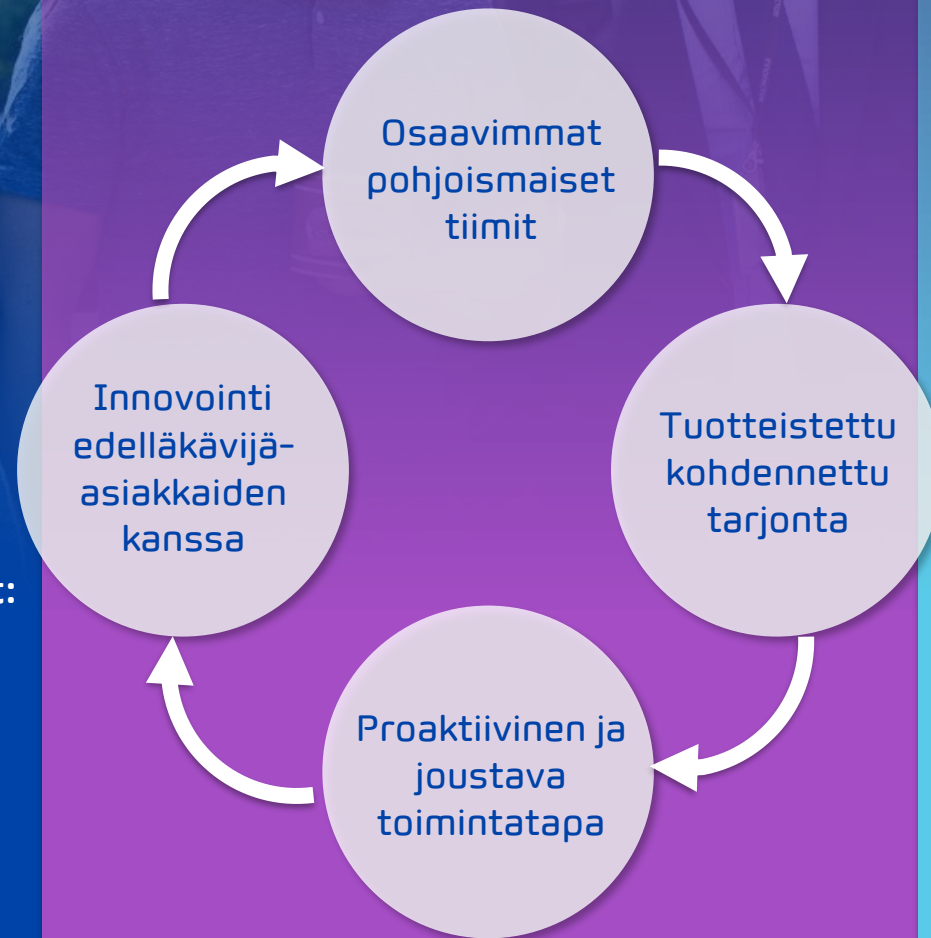 Osaavimmat
pohjoismaiset
tiimit
Tuotteistettu
kohdennettu
tarjonta
Proaktiivinen ja
joustava
toimintatapa
Innovointi
edelläkävijä-
asiakkaiden
kanssa